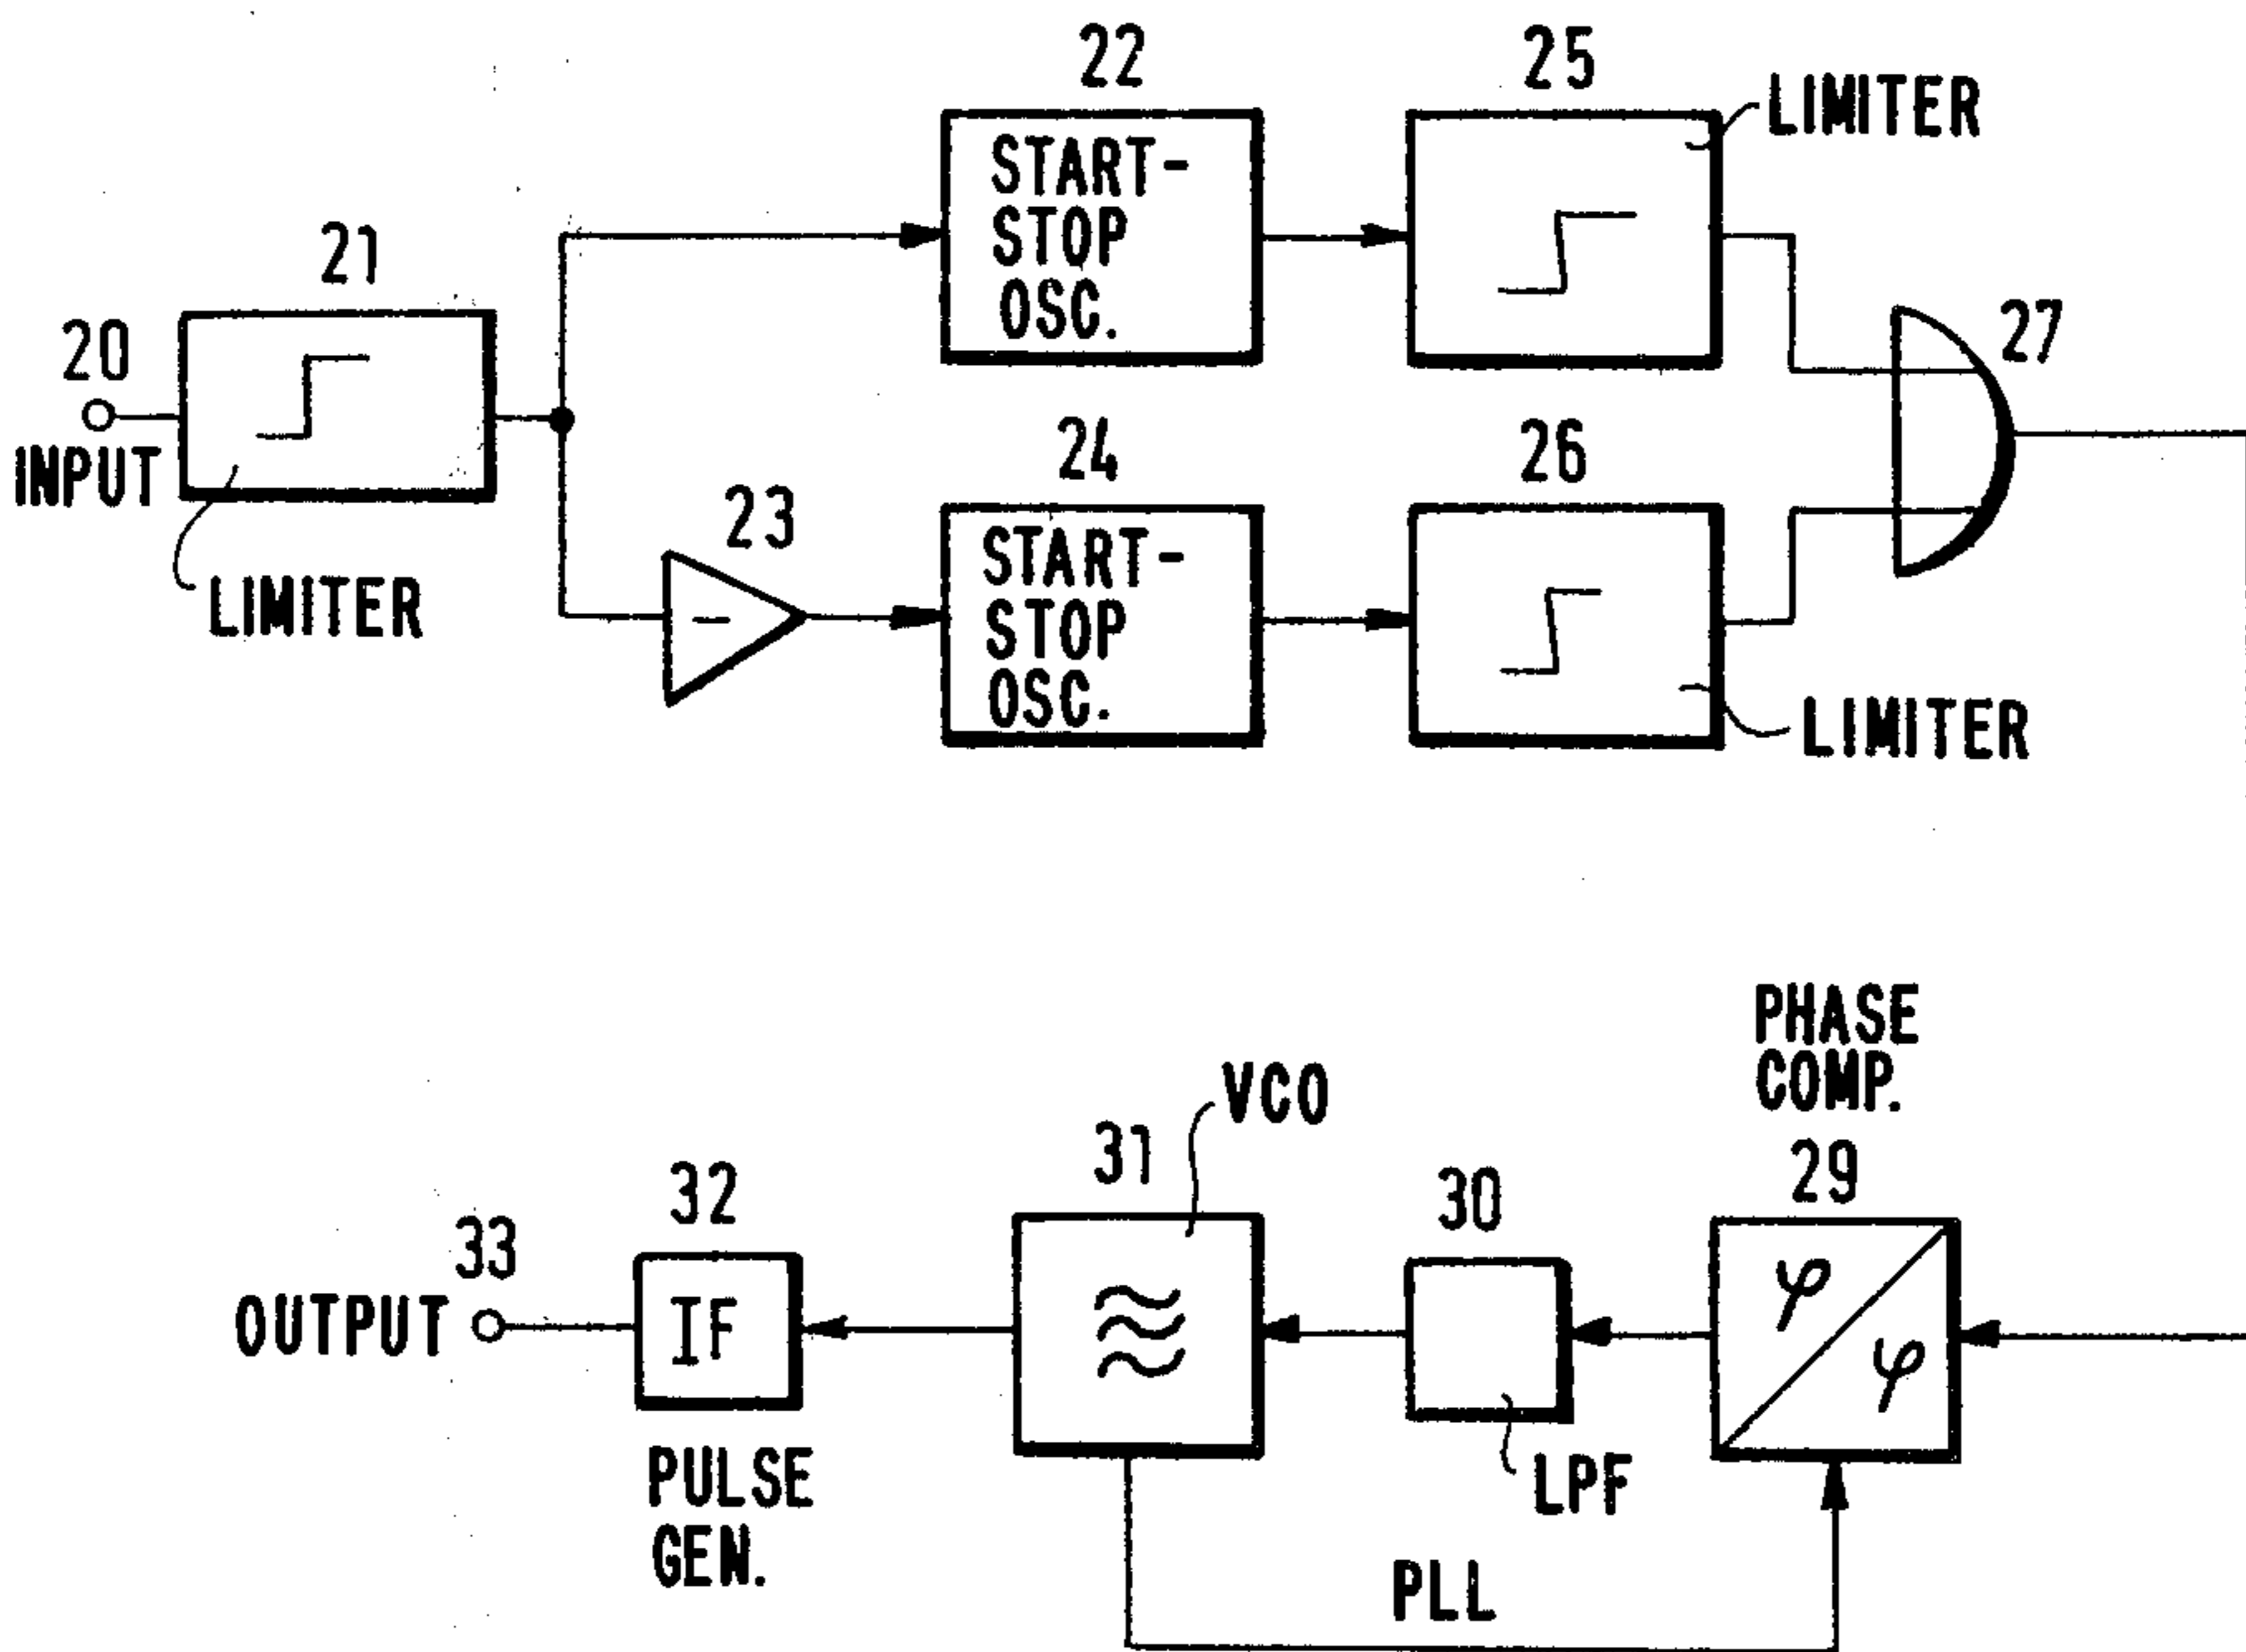 22
25
LIMITER
START-
STOP
OSC.
21
20
INPUT
LIMITER
27
24
26
23
START-
STOP
OSC.
LIMITER
PHASE
COMP.
VCO
31
29
32
30
33
OUTPUT
IF
φ
φ
PULSE
GEN.
LPF
PLL